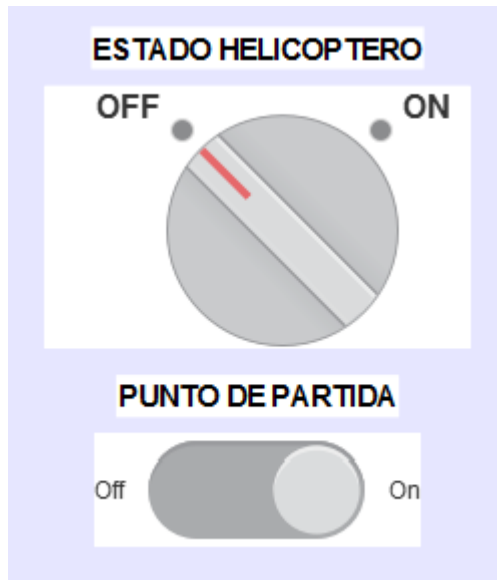 ESTADO HELICOPTERO
OFF ON
PUNTO DE PARTIDA
Off On